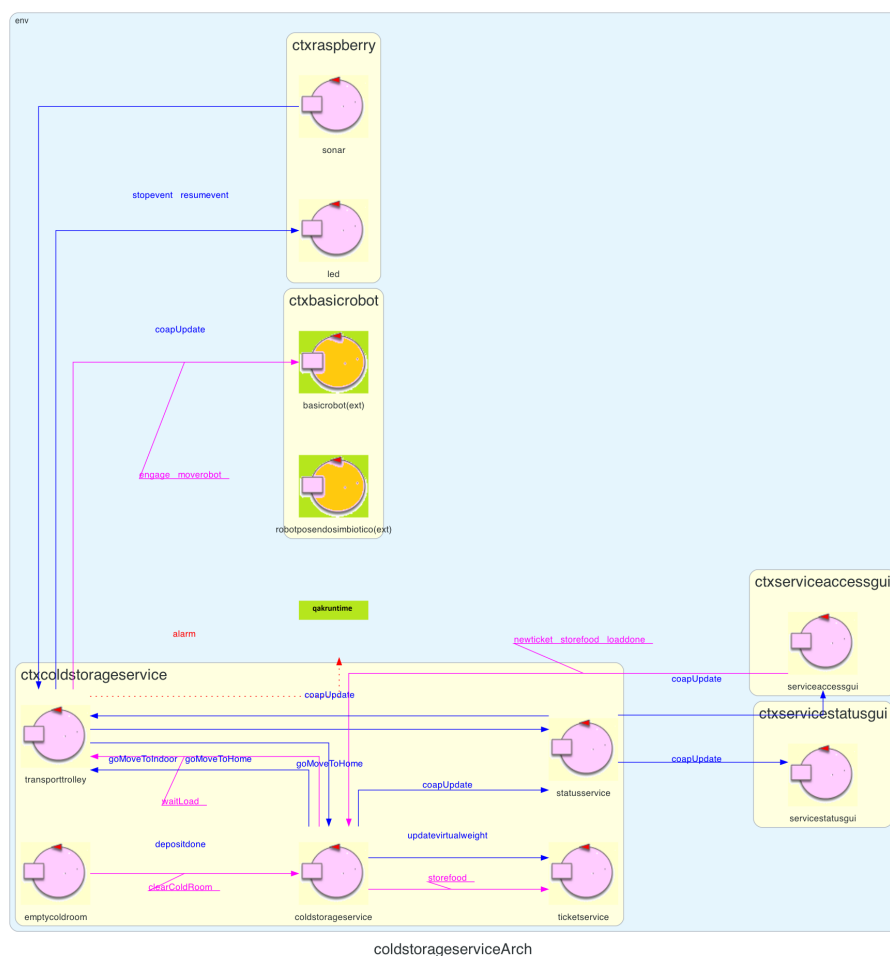 env
ctxraspberry
sonar
stopevent resumevent
led
ctxbasicrobot
coapUpdate
basicrobot(ext)
engage moverobot
robotposendosimbiotico(ext)
ctxserviceaccessgui
qakruntime
alarm
newticket storefood loaddone
ctxcoldstorageservice
coapUpdate
serviceaccessgui
coapUpdate
ctxservicestatusgui
goMoveToIndoor goMoveToHome
goMoveToHome
coapUpdate
transporttrolley
coapUpdate
statusservice
waitLoad
servicestatusgui
updatevirtualweight
depositdone
storefood
clearColdRoom
emptycoldroom
coldstorageservice
ticketservice
coldstorageserviceArch